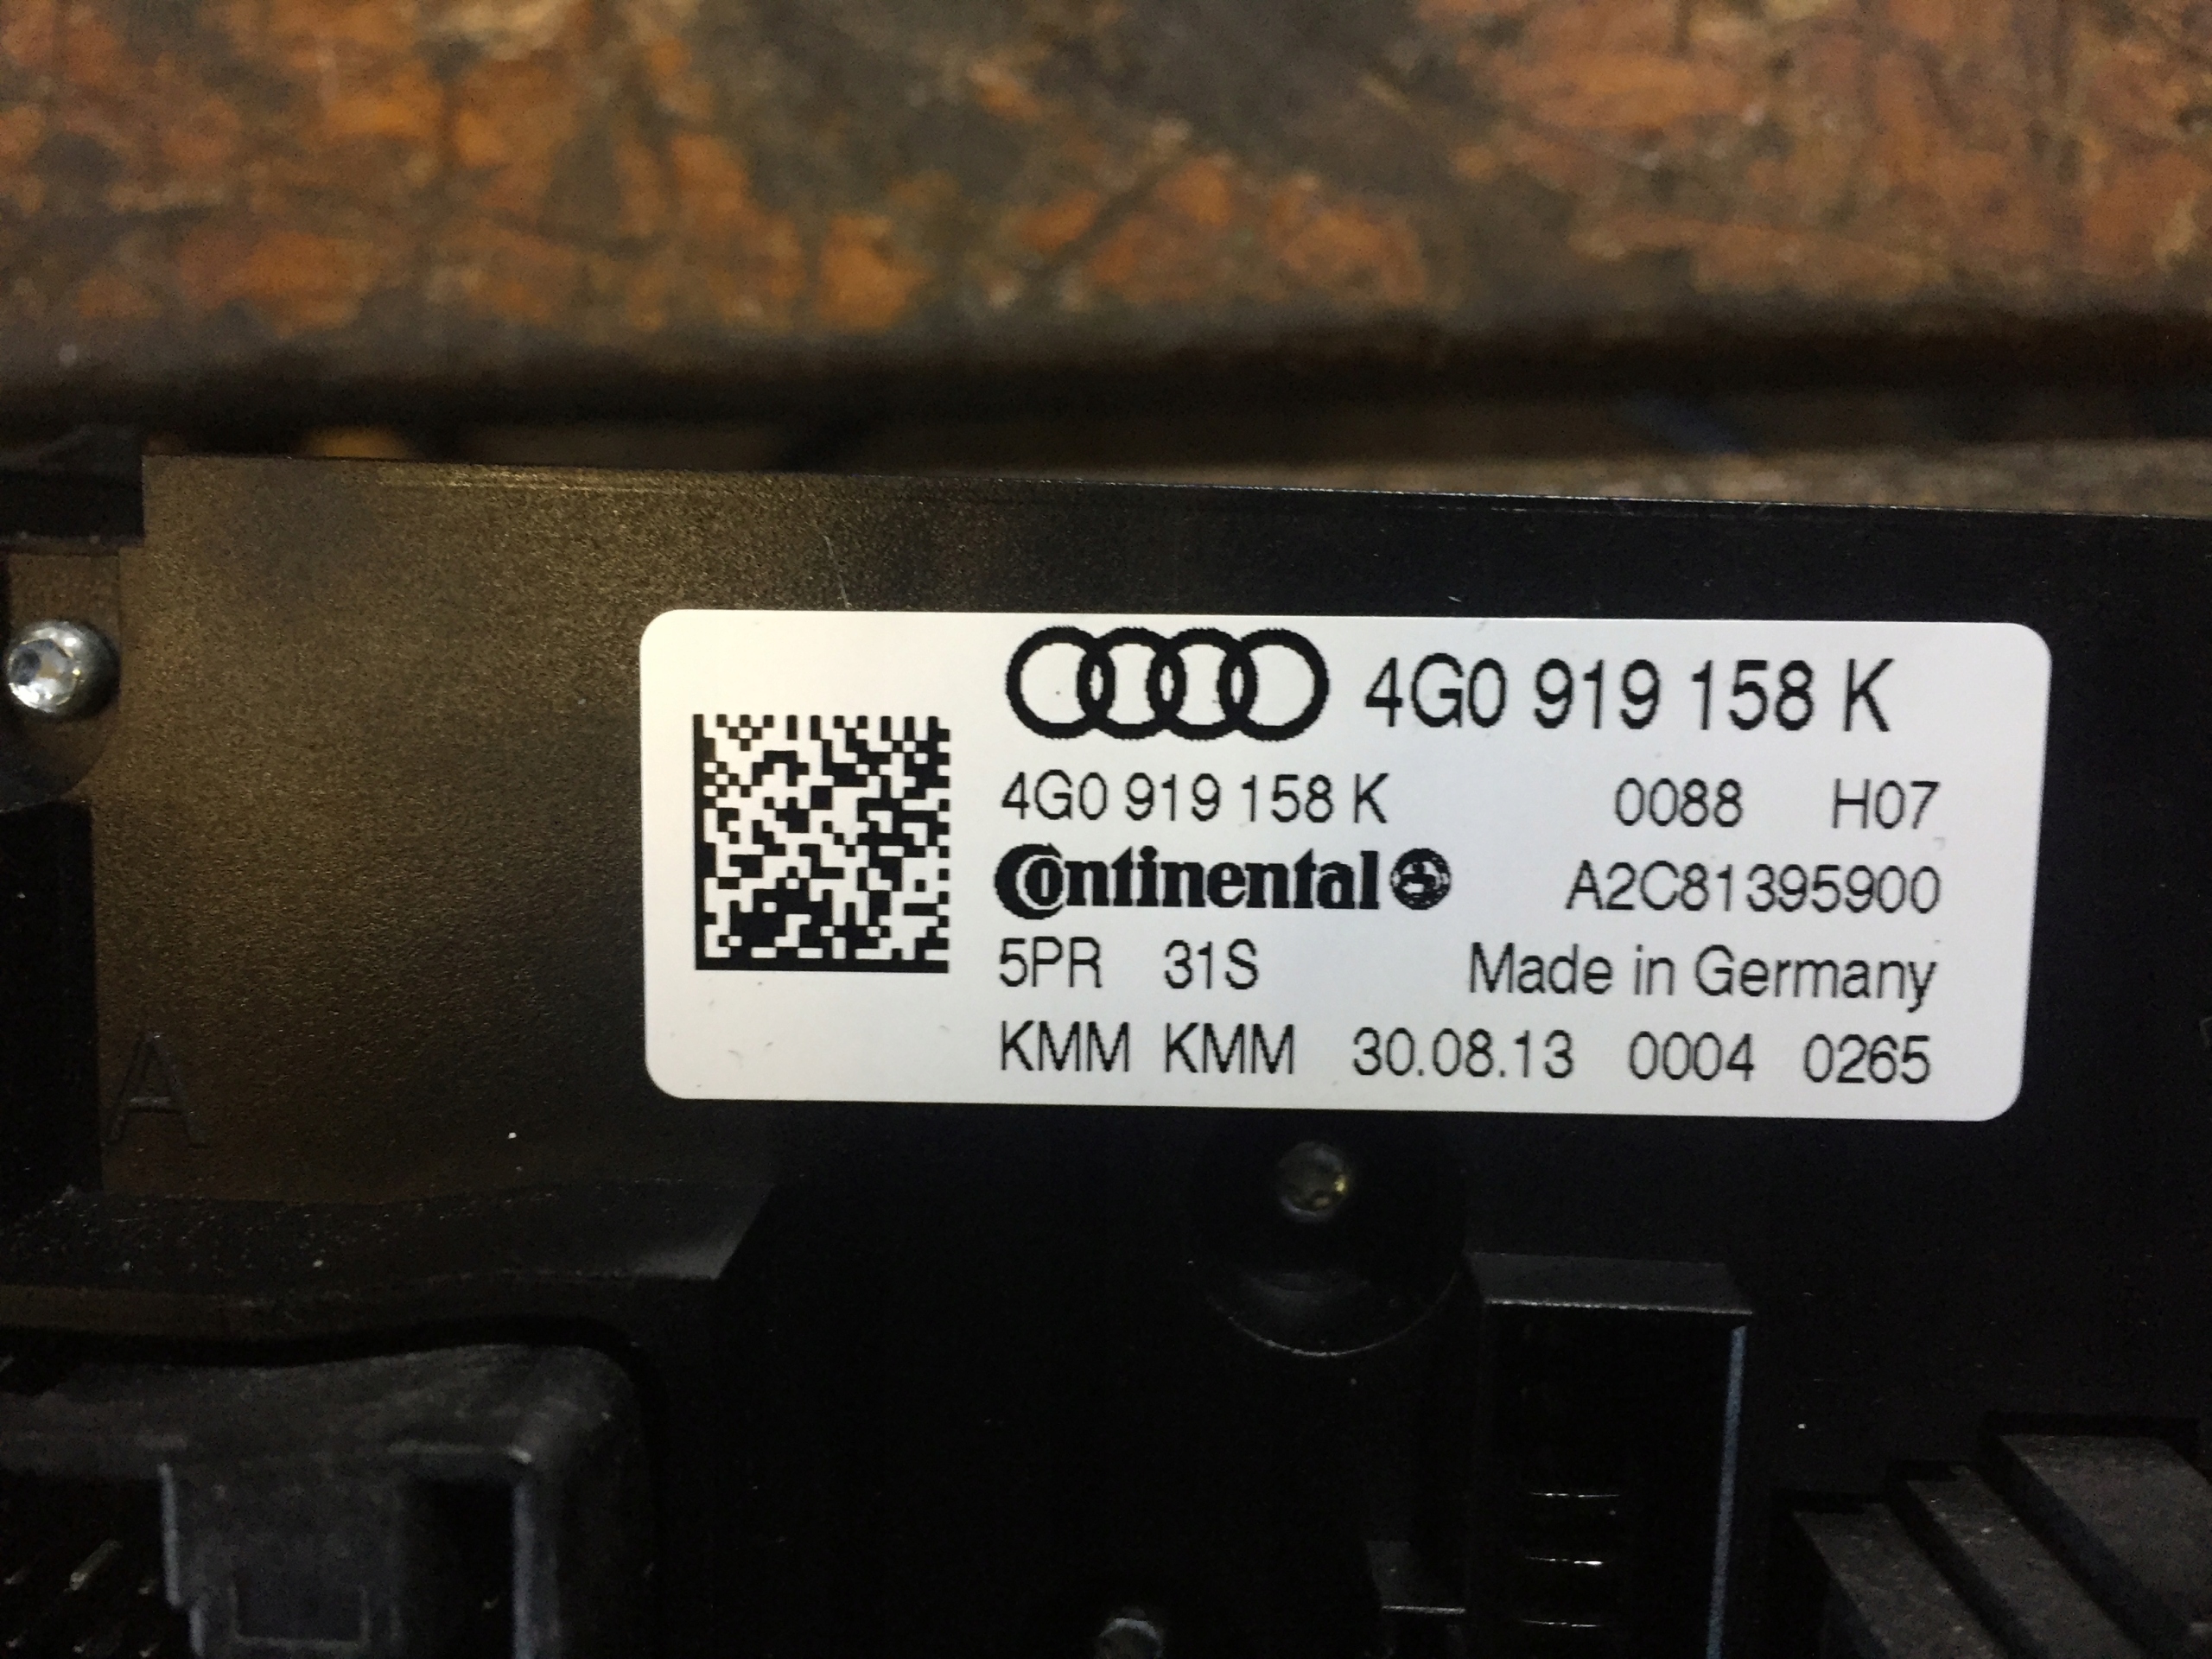 4G0 919 158 K
4G0 919 158 K 0088 H07
Continental A2C81395900
5PR 31S Made in Germany
KMM KMM 30.08.13 0004 0265
A